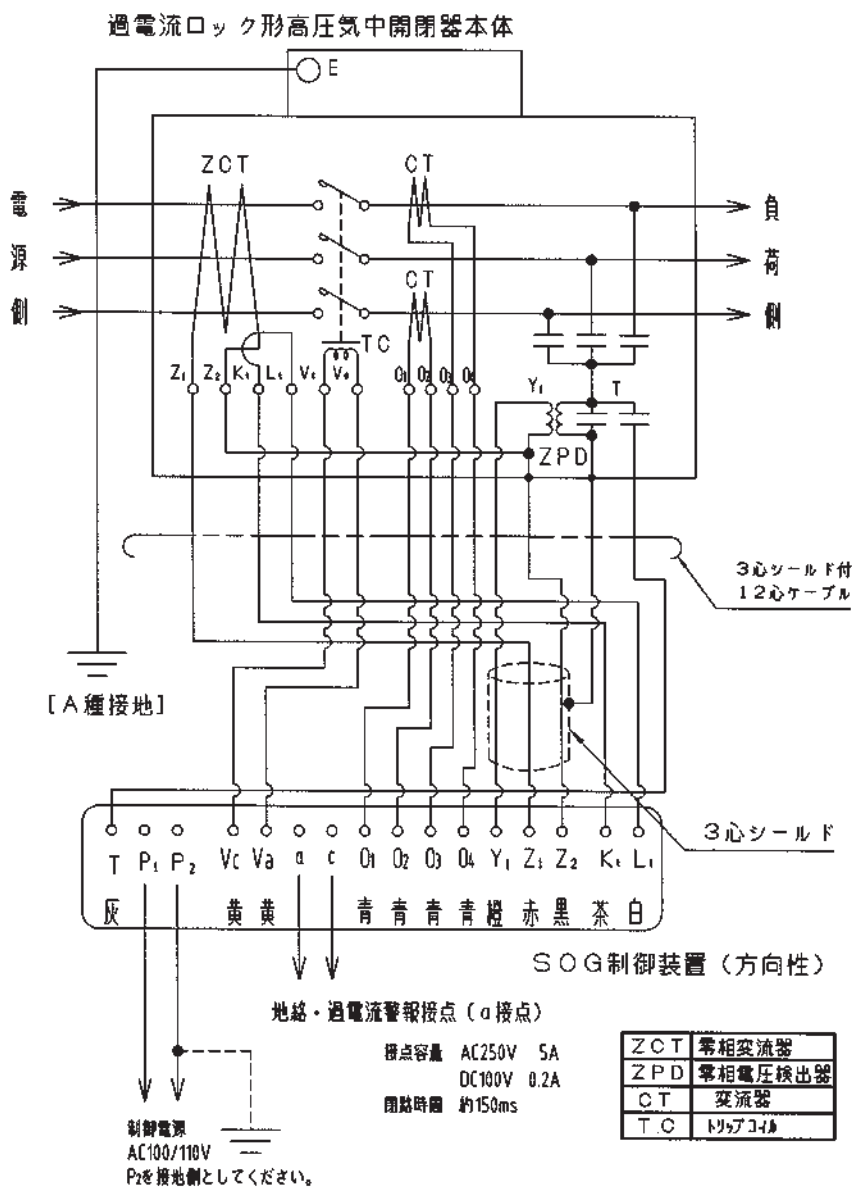 過電流ロック形高圧気中開閉器本体
E
ZCT
CT
電
負
源
荷
CT
側
側
TC
Z₁ Z₂ Kt Lt Vc Va O₁ O₂ O₃ O₄
Y₁ T
ZPD
3心シールド付
12心ケーブル
[A種接地]
3心シールド
T P₁ P₂ Vc Va a c O₁ O₂ O₃ O₄ Y₁ Z₁ Z₂ Kt Lt
灰 黄 黄 青 青 青 青 橙 赤 黒 茶 白
SOG制御装置(方向性)
地絡・過電流警報接点(a接点)
接点容量 AC250V 5A
DC100V 0.2A
閉路時間 約150ms
制御電源
AC100/110V
P₂を接地側としてください。
ZCT 零相変流器
ZPD 零相電圧検出器
CT 変流器
T.C トリップコイル